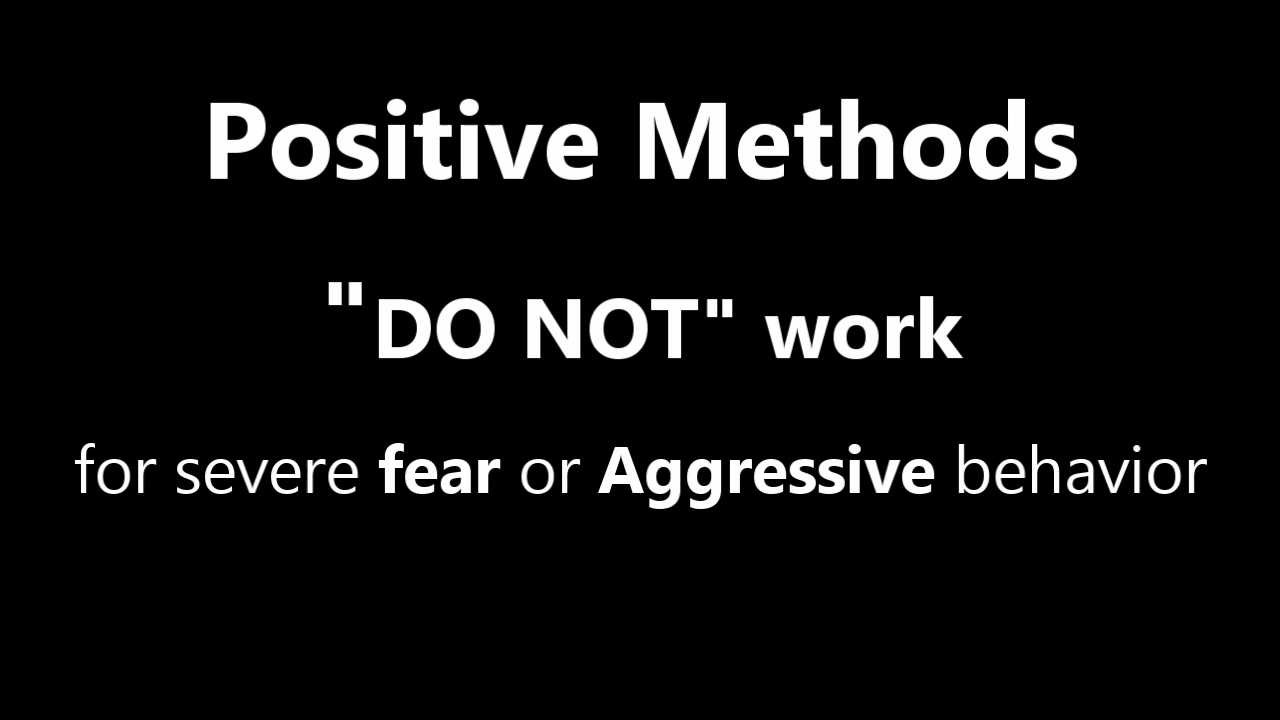 Positive Methods
"DO NOT" work
for severe fear or Aggressive behavior